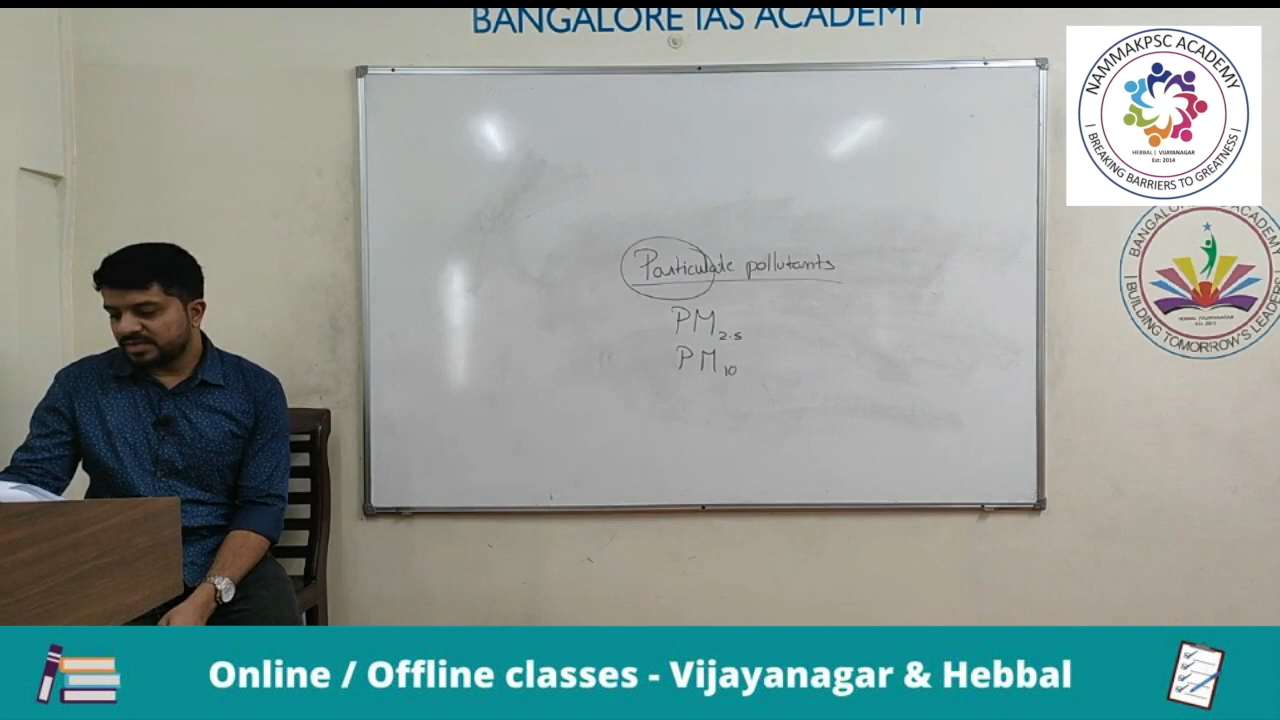 BANGALORE IAS ACADEMY
NAMMAKPSC ACADEMY
HEBBAL | VIJAYANAGAR
Est: 2014
| BREAKING BARRIERS TO GREATNESS |
BANGALORE IAS ACADEMY
| BUILDING TOMORROW'S LEADERS |
Particulate pollutants
PM2.5
PM10
Online / Offline classes - Vijayanagar & Hebbal